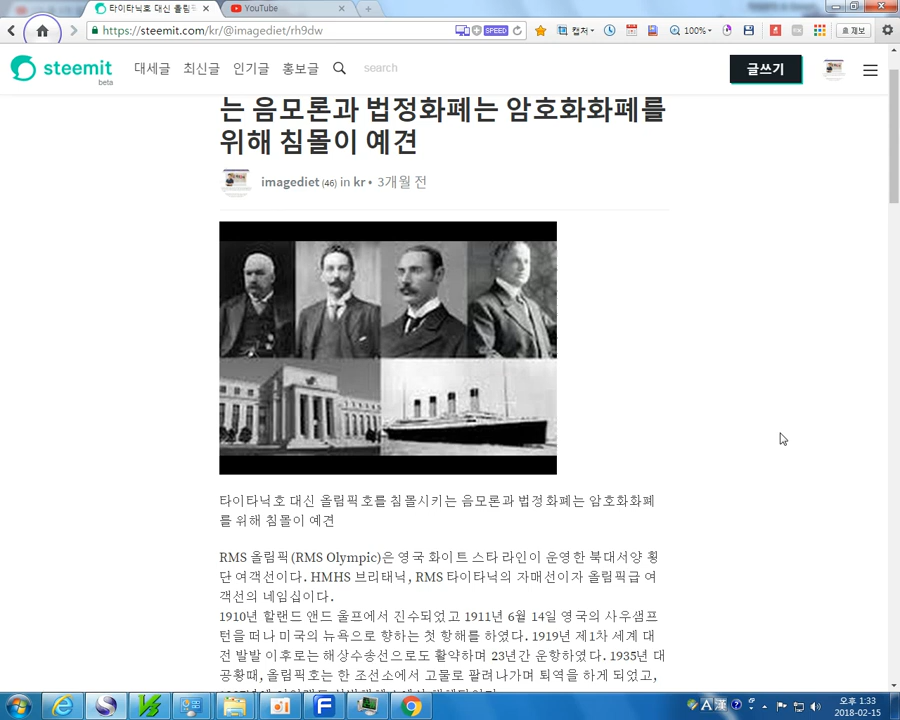 타이타닉호 대신 올림픽
YouTube
https://steemit.com/kr/@imagediet/rh9dw
SPEED
캡처
100%
steemit
beta
대세글 최신글 인기글 홍보글 search
글쓰기
는 음모론과 법정화폐는 암호화화폐를
위해 침몰이 예견
imagediet (46) in kr • 3개월 전
타이타닉호 대신 올림픽호를 침몰시키는 음모론과 법정화폐는 암호화화폐
를 위해 침몰이 예견
RMS 올림픽(RMS Olympic)은 영국 화이트 스타 라인이 운영한 북대서양 횡
단 여객선이다. HMHS 브리태닉, RMS 타이타닉의 자매선이자 올림픽급 여
객선의 네임십이다.
1910년 할랜드 앤드 울프에서 진수되었고 1911년 6월 14일 영국의 사우샘프
턴을 떠나 미국의 뉴욕으로 향하는 첫 항해를 하였다. 1919년 제1차 세계 대
전 발발 이후로는 해상수송선으로도 활약하며 23년간 운항하였다. 1935년 대
공황때, 올림픽호는 한 조선소에서 고물로 팔려나가며 퇴역을 하게 되었고,
A 漢
오후 1:33
2018-02-15